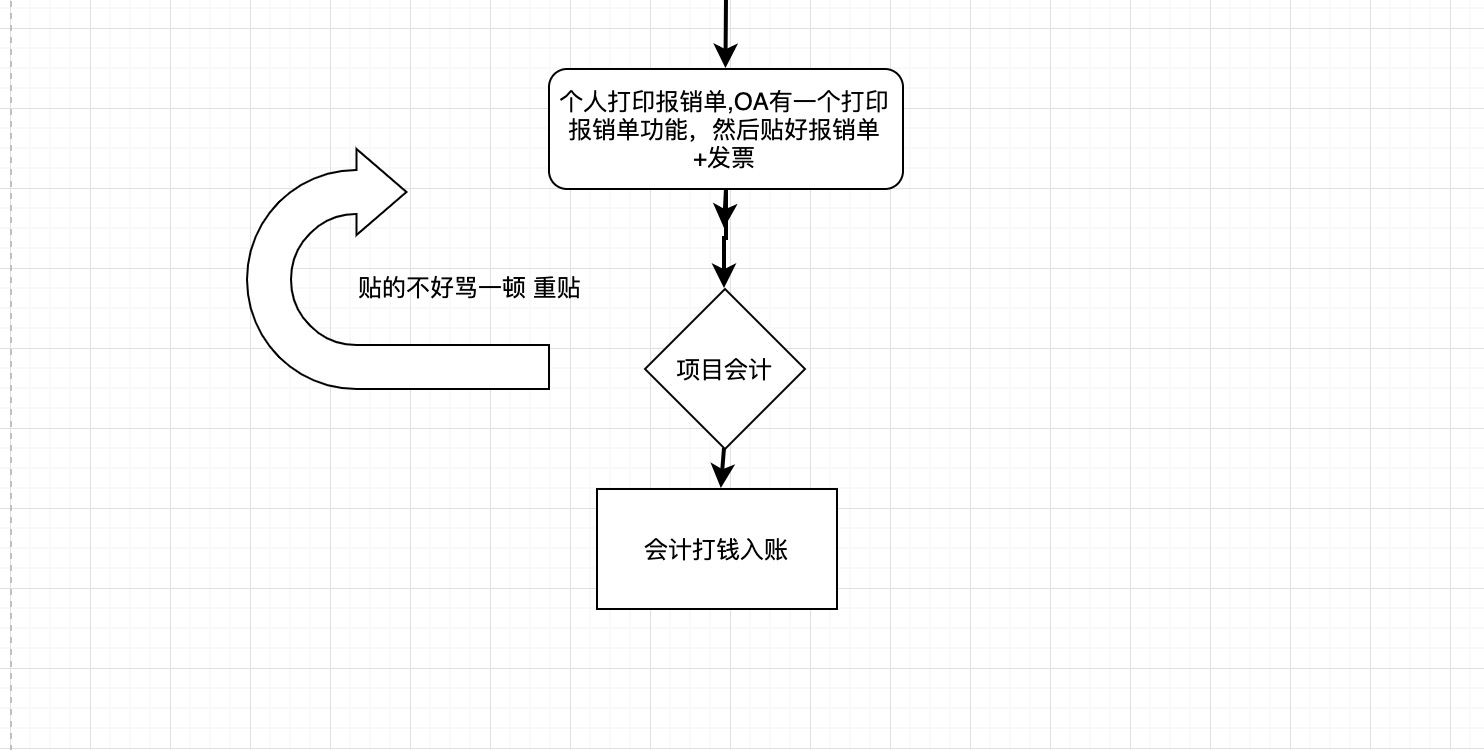 个人打印报销单,OA有一个打印
报销单功能，然后贴好报销单
+发票
贴的不好骂一顿 重贴
项目会计
会计打钱入账